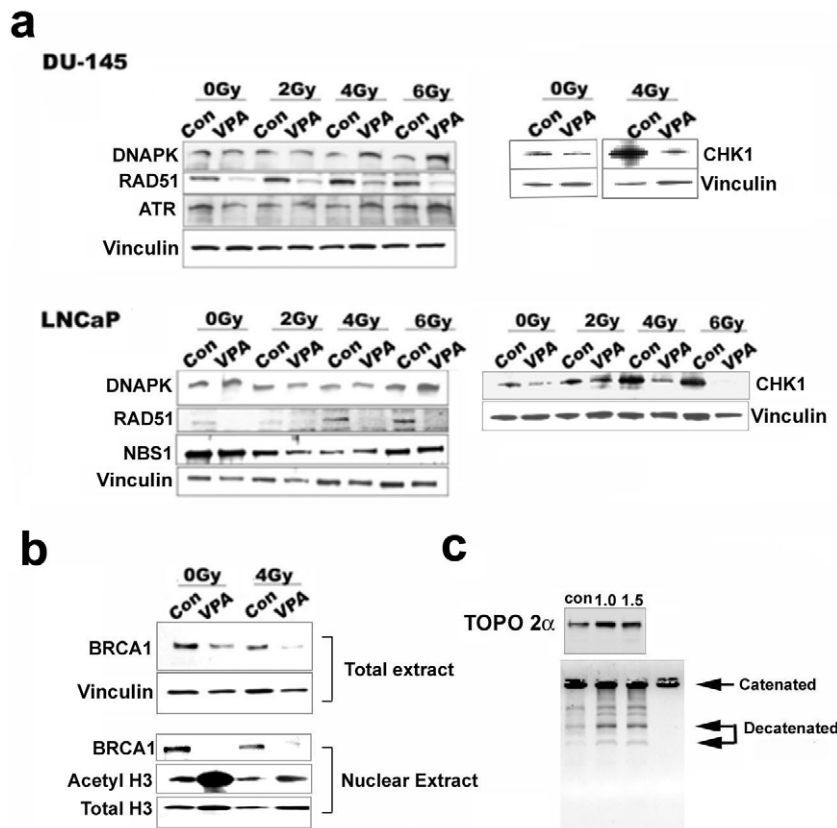 a
DU-145
0Gy 2Gy 4Gy 6Gy
Con VPA Con VPA Con VPA Con VPA
DNAPK
RAD51
ATR
Vinculin
0Gy 4Gy
Con VPA Con VPA
CHK1
Vinculin
LNCaP
0Gy 2Gy 4Gy 6Gy
Con VPA Con VPA Con VPA Con VPA
DNAPK
RAD51
NBS1
Vinculin
0Gy 2Gy 4Gy 6Gy
Con VPA Con VPA Con VPA Con VPA
CHK1
Vinculin
b
0Gy 4Gy
Con VPA Con VPA
BRCA1
Vinculin
Total extract
BRCA1
Acetyl H3
Total H3
Nuclear Extract
c
con 1.0 1.5
TOPO 2α
Catenated
Decatenated